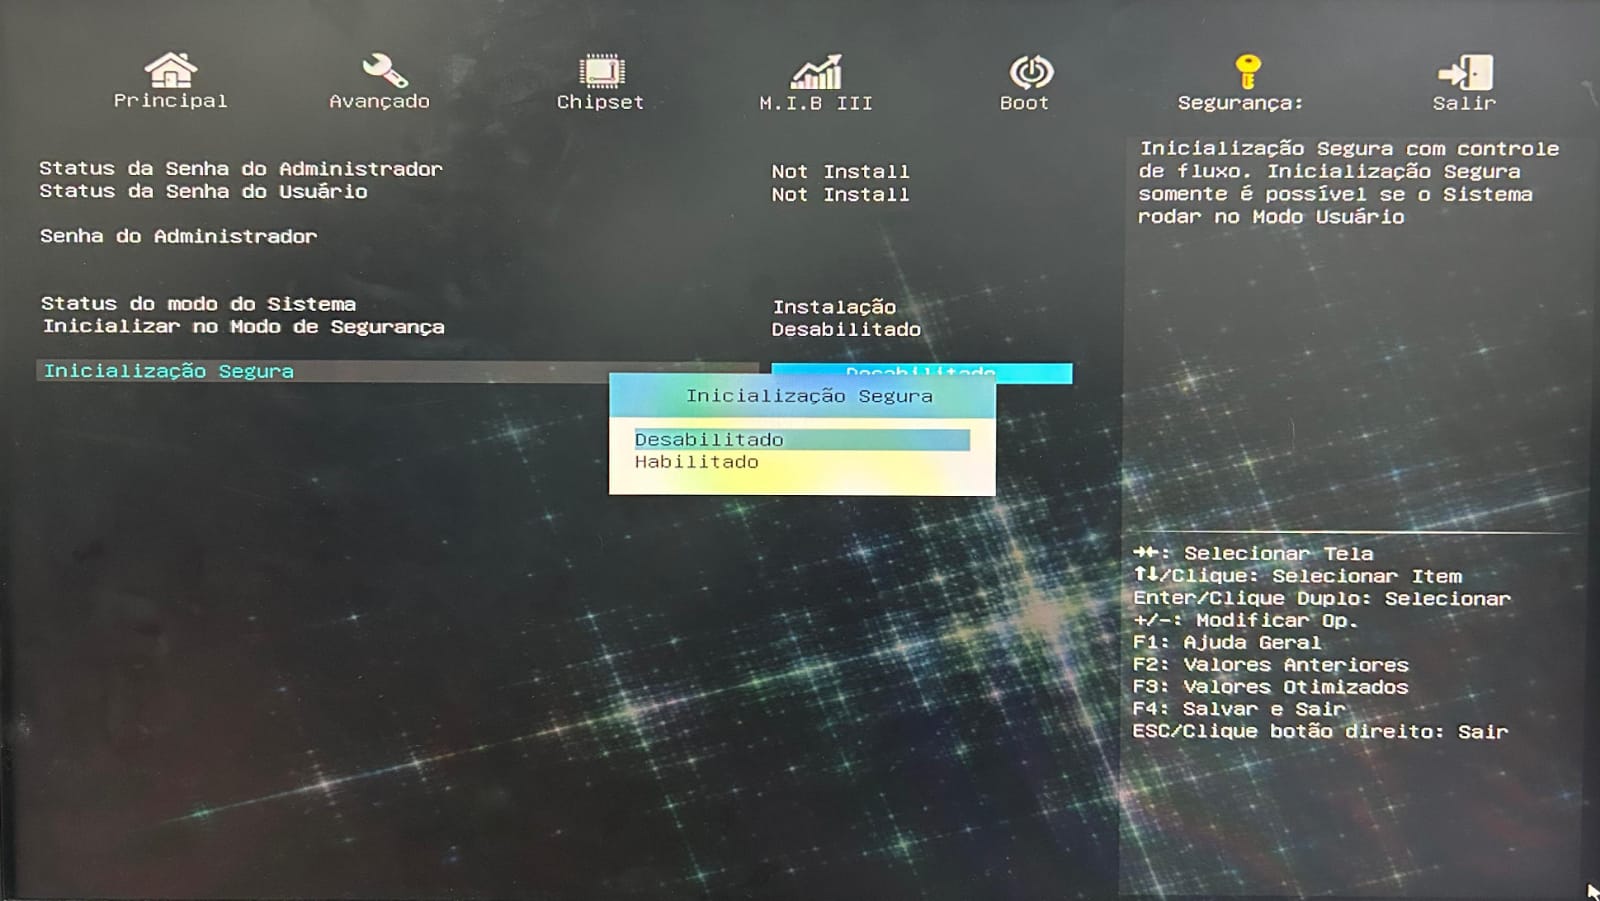 Principal
Avançado
Chipset
M.I.B III
Boot
Segurança:
Salir
Status da Senha do Administrador Not Install
Status da Senha do Usuário Not Install
Senha do Administrador
Status do modo do Sistema Instalação
Inicializar no Modo de Segurança Desabilitado
Inicialização Segura Desabilitado
Inicialização Segura
Desabilitado
Habilitado
Inicialização Segura com controle
de fluxo. Inicialização Segura
somente é possível se o Sistema
rodar no Modo Usuário
→←: Selecionar Tela
↑↓/Clique: Selecionar Item
Enter/Clique Duplo: Selecionar
+/-: Modificar Op.
F1: Ajuda Geral
F2: Valores Anteriores
F3: Valores Otimizados
F4: Salvar e Sair
ESC/Clique botão direito: Sair